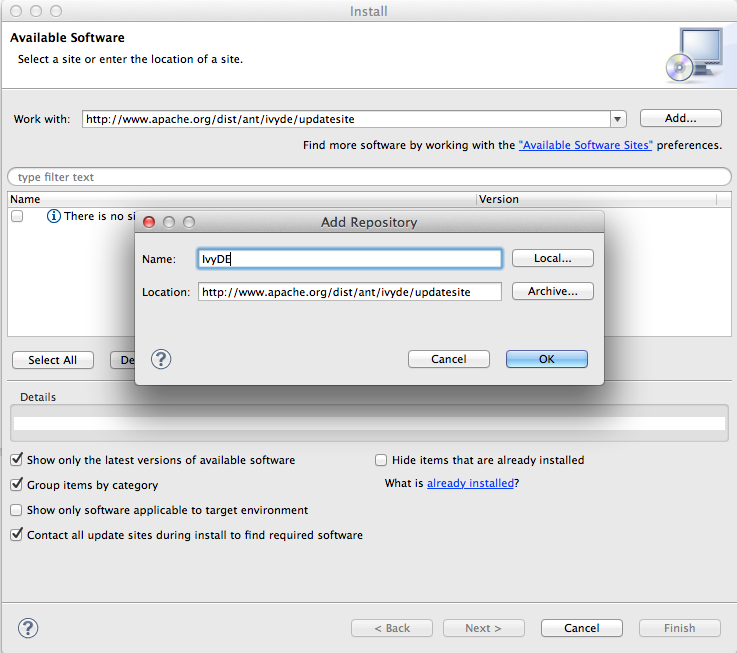 Install
Available Software
Select a site or enter the location of a site.
Work with: http://www.apache.org/dist/ant/ivyde/updatesite Add...
Find more software by working with the "Available Software Sites" preferences.
type filter text
Name Version
There is no si
Add Repository
Name: IvyDE Local...
Location: http://www.apache.org/dist/ant/ivyde/updatesite Archive...
? Cancel OK
Select All De
Details
Show only the latest versions of available software Hide items that are already installed
Group items by category What is already installed?
Show only software applicable to target environment
Contact all update sites during install to find required software
? < Back Next > Cancel Finish